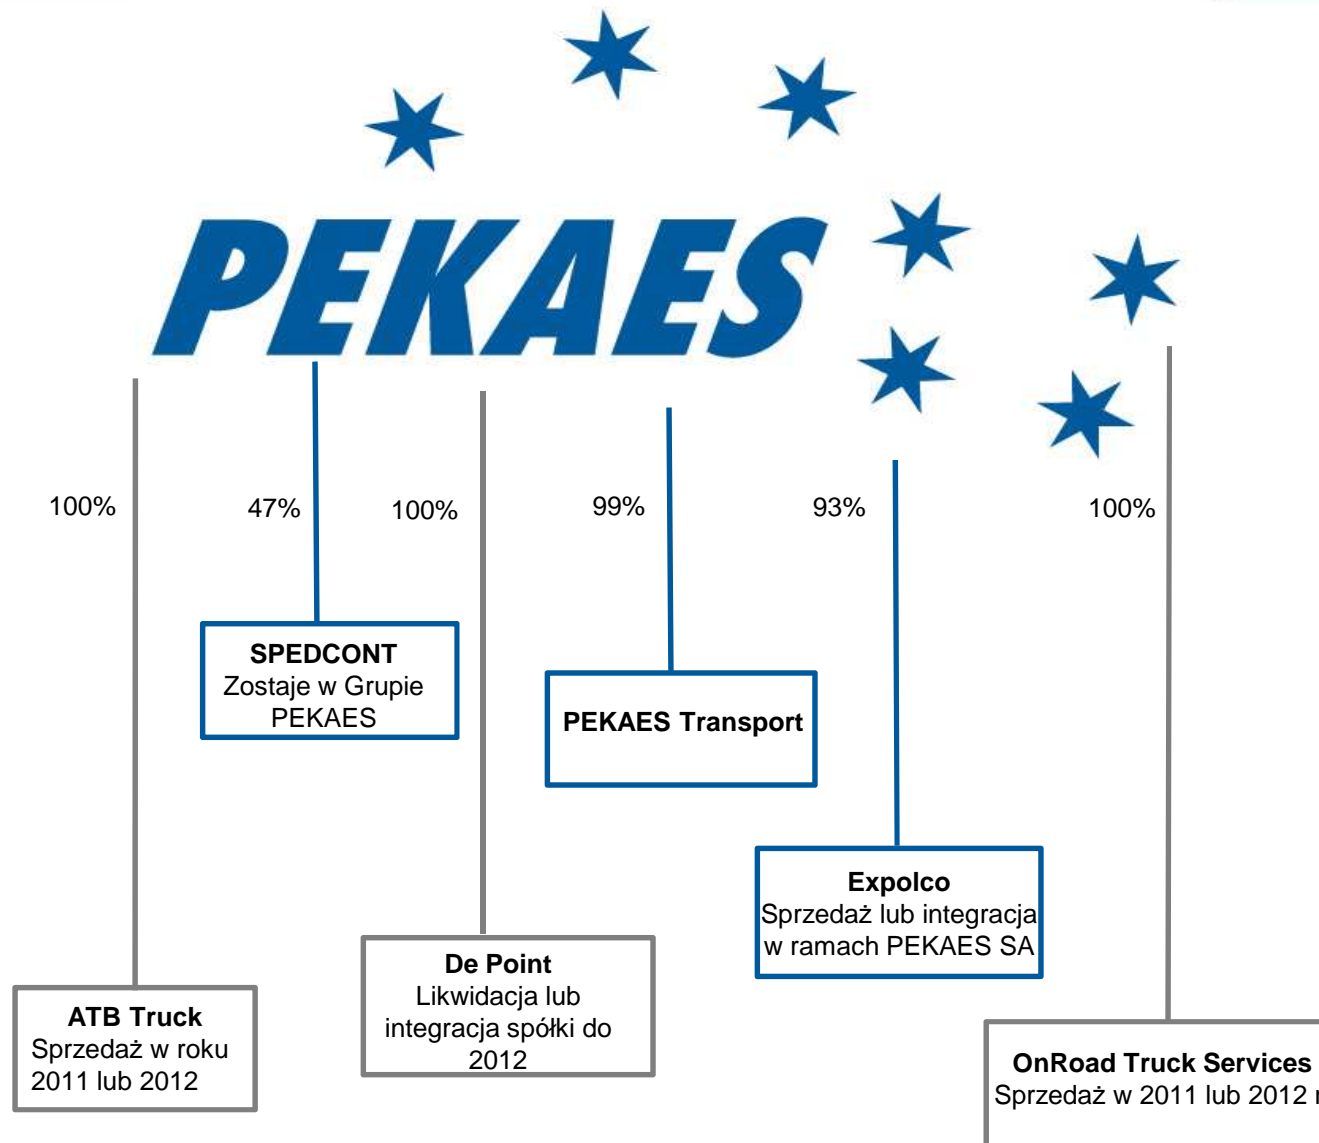 PEKAES
100%
47%
100%
99%
93%
100%
SPEDCONT
Zostaje w Grupie
PEKAES
PEKAES Transport
Expolco
Sprzedaż lub integracja
w ramach PEKAES SA
De Point
Likwidacja lub
integracja spółki do
2012
ATB Truck
Sprzedaż w roku
2011 lub 2012
OnRoad Truck Services
Sprzedaż w 2011 lub 2012 r